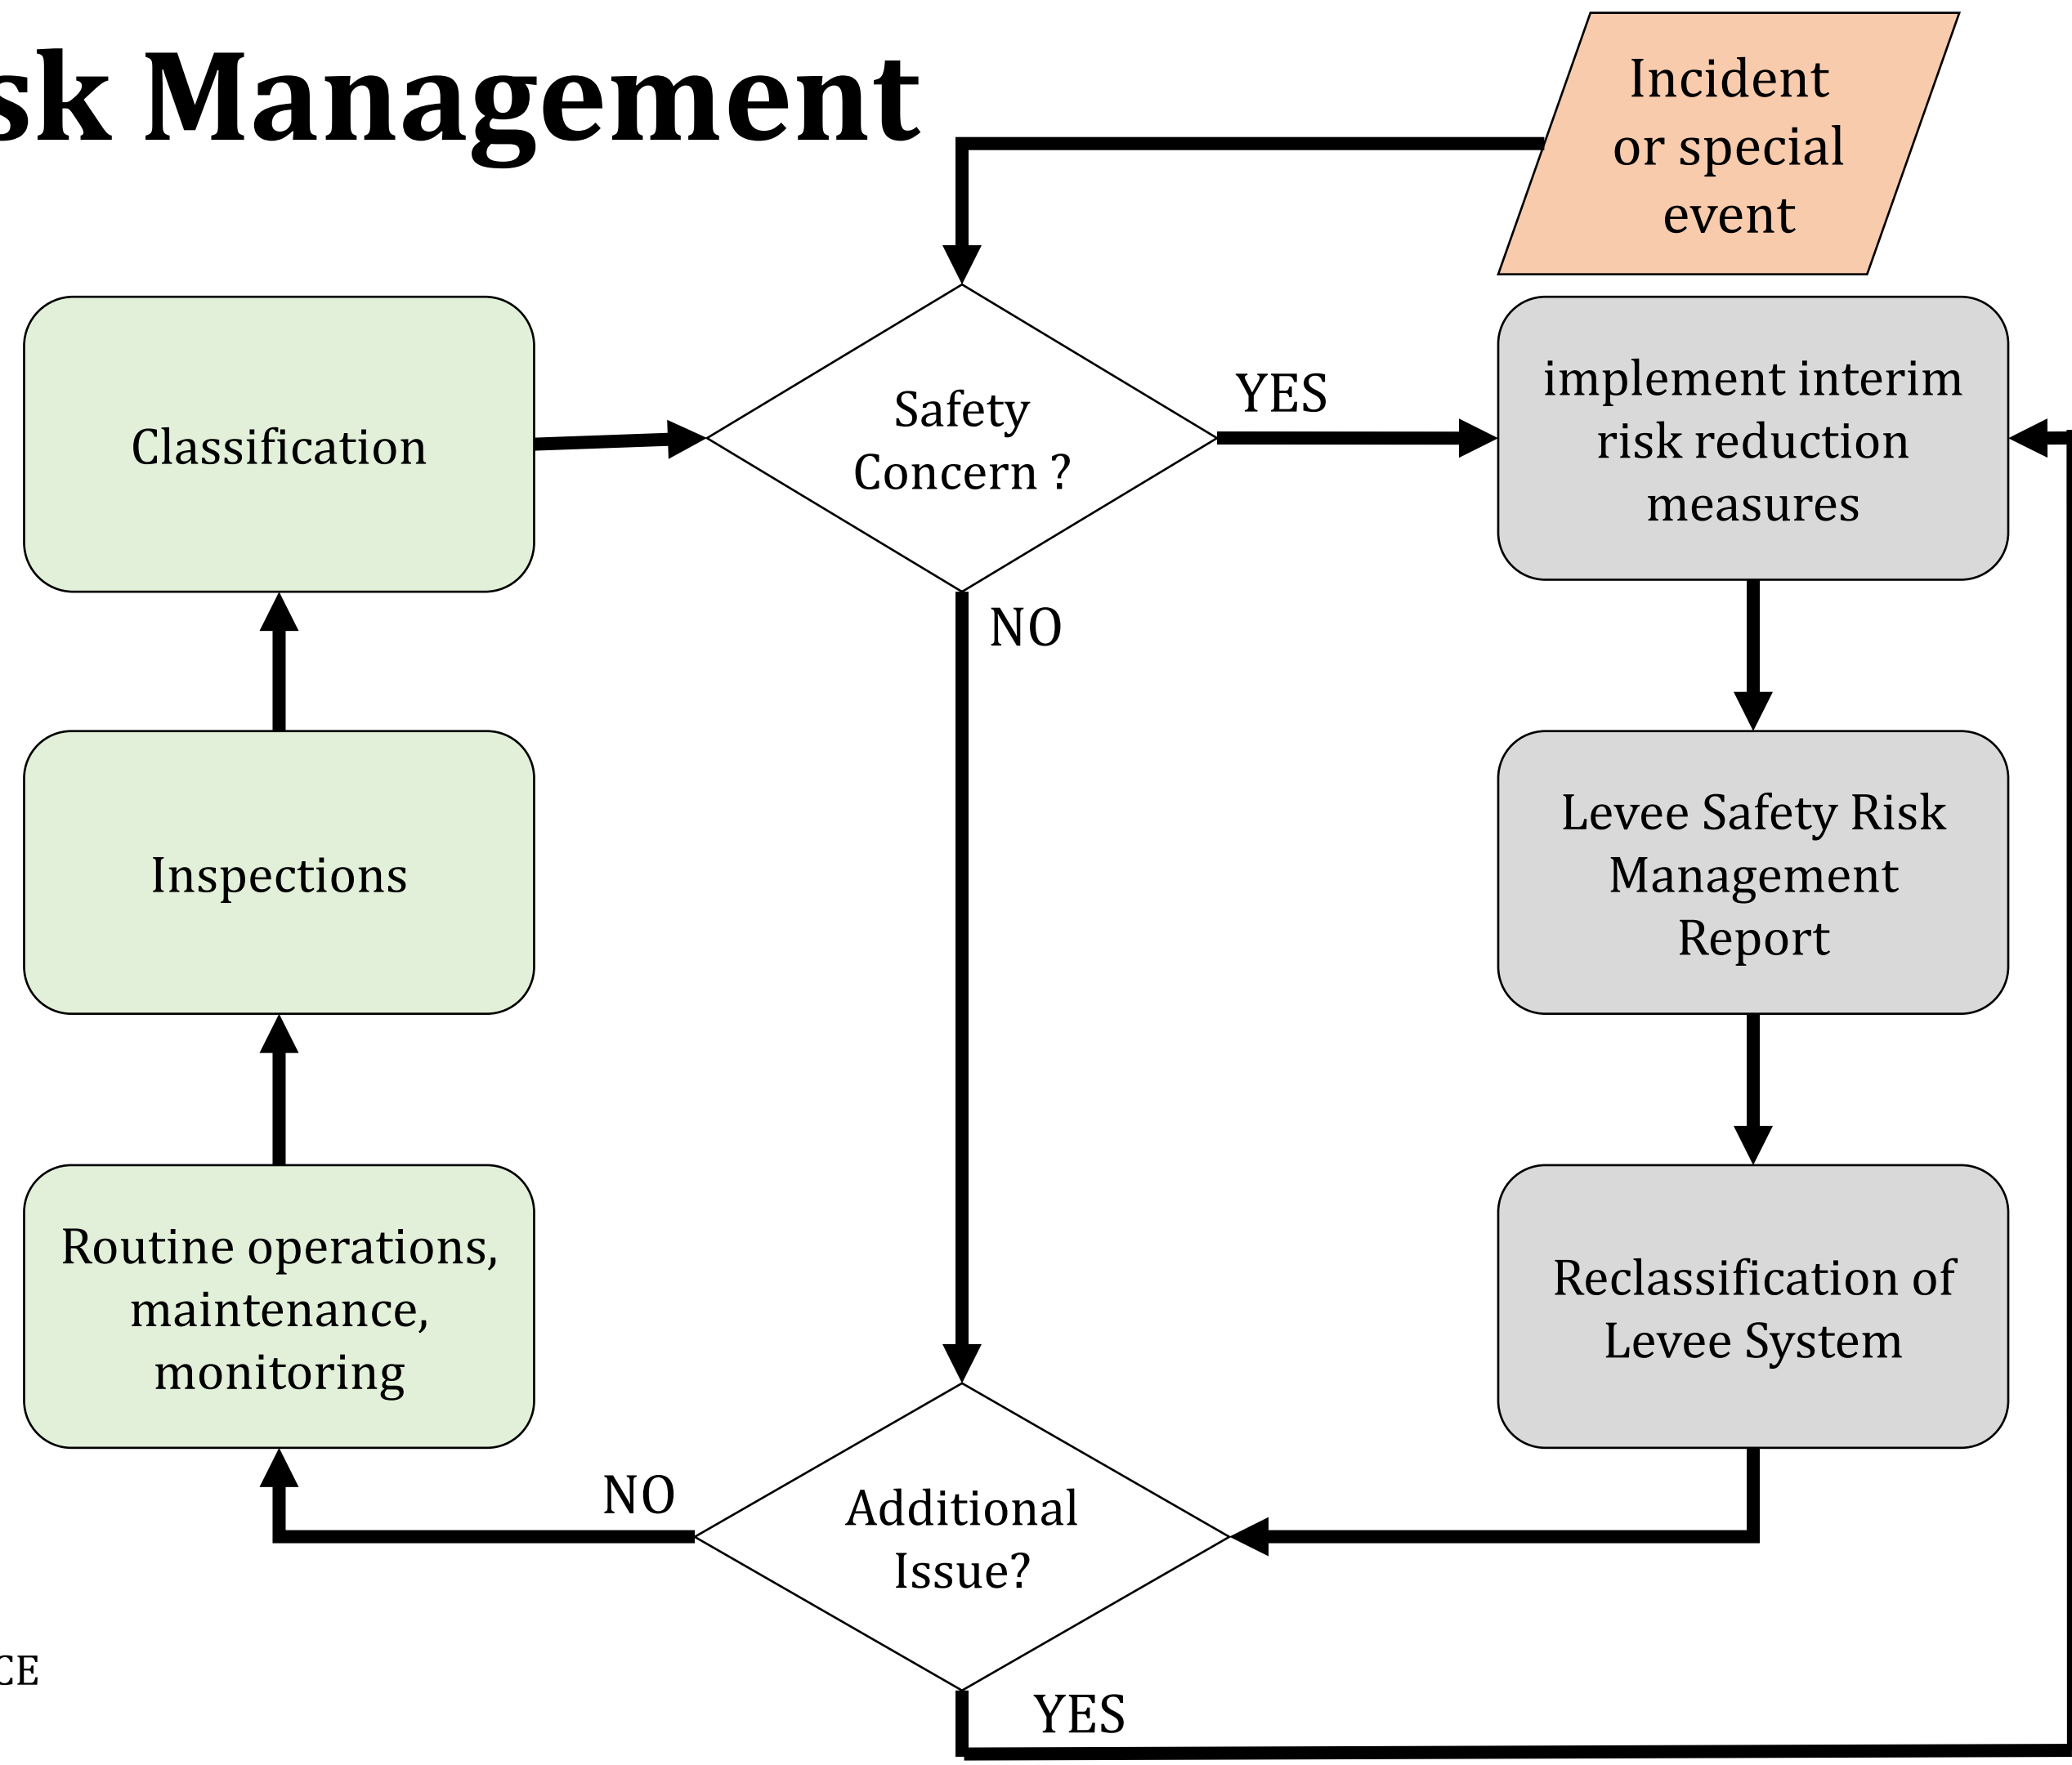 sk Management
Incident
or special
event
Classification
Safety
Concern ?
YES
implement interim
risk reduction
measures
NO
Inspections
Levee Safety Risk
Management
Report
Routine operations,
maintenance,
monitoring
Reclassification of
Levee System
NO
Additional
Issue?
YES
CE